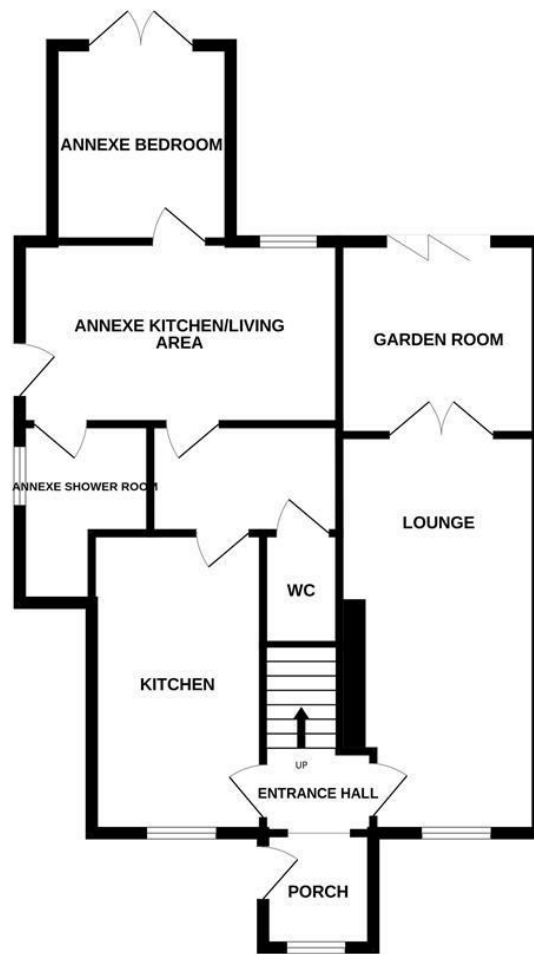 ANNEXE BEDROOM
ANNEXE KITCHEN/LIVING
AREA
GARDEN ROOM
ANNEXE SHOWER ROOM
LOUNGE
WC
KITCHEN
UP
ENTRANCE HALL
PORCH